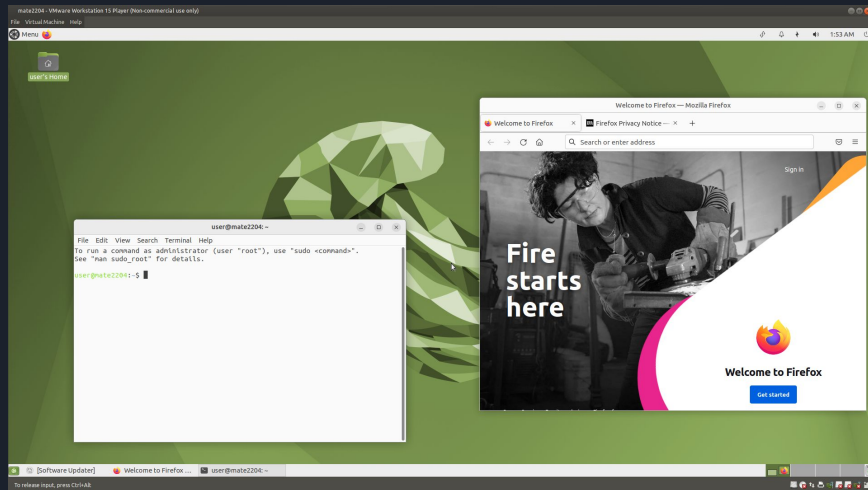 mate2204 - VMware Workstation 15 Player (Non-commercial use only)
File Virtual Machine Help
Menu
1:53 AM
user's Home
Welcome to Firefox — Mozilla Firefox
Welcome to Firefox
Firefox Privacy Notice —
Search or enter address
Sign in
Fire
starts
here
Welcome to Firefox
Get started
user@mate2204: ~
File Edit View Search Terminal Help
To run a command as administrator (user "root"), use "sudo <command>".
See "man sudo_root" for details.
user@mate2204:~$
[Software Updater]
Welcome to Firefox ...
user@mate2204: ~
To release input, press Ctrl+Alt